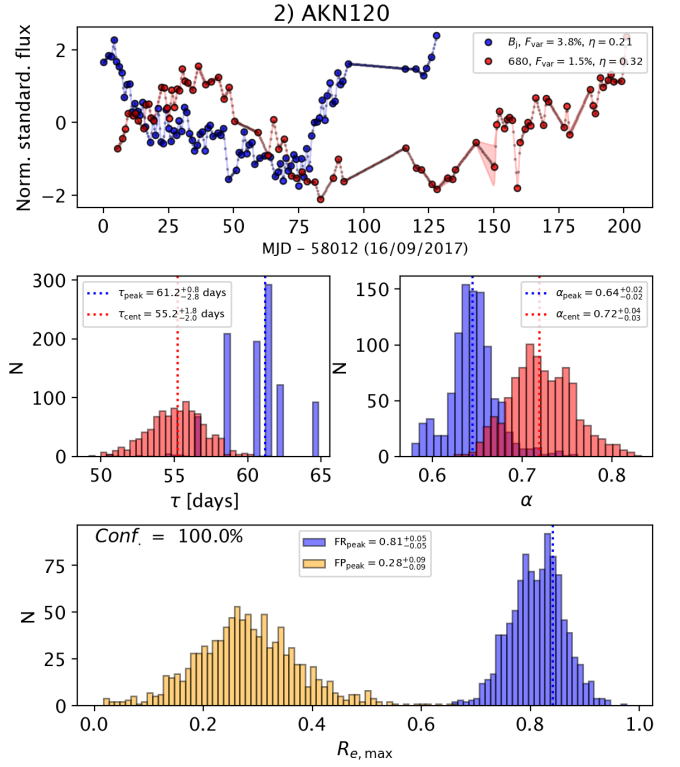 2) AKN120
Norm. standard. flux
2
0
−2
B_J, F_var = 3.8%, η = 0.21
680, F_var = 1.5%, η = 0.32
0 25 50 75 100 125 150 175 200
MJD – 58012 (16/09/2017)
N
300
200
100
0
τ_peak = 61.2^{+0.8}_{−2.8} days
τ_cent = 55.2^{+1.8}_{−2.0} days
50 55 60 65
τ [days]
N
150
100
50
0
α_peak = 0.64^{+0.02}_{−0.02}
α_cent = 0.72^{+0.04}_{−0.03}
0.6 0.7 0.8
α
Conf. = 100.0%
FR_peak = 0.81^{+0.05}_{−0.05}
FP_peak = 0.28^{+0.09}_{−0.09}
N
75
50
25
0
0.0 0.2 0.4 0.6 0.8 1.0
R_{e, max}